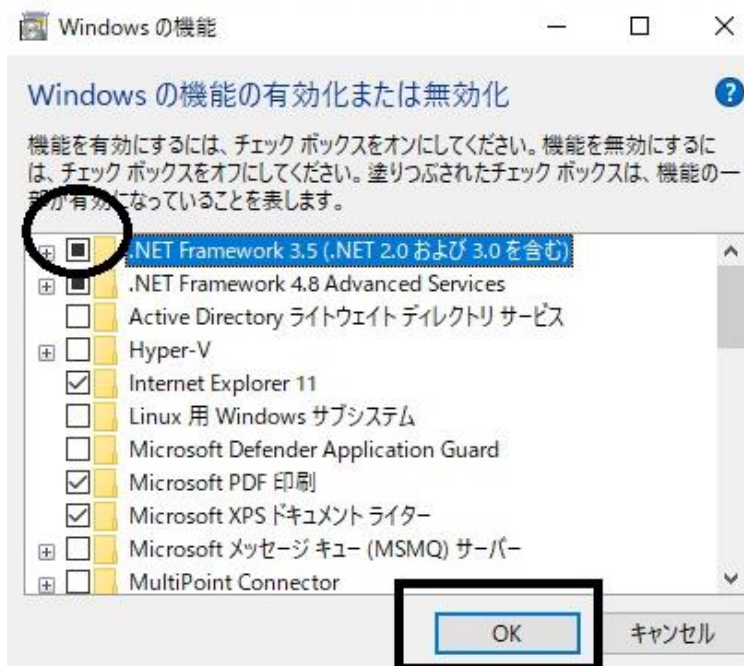 Windows の機能
Windows の機能の有効化または無効化
機能を有効にするには、チェック ボックスをオンにしてください。機能を無効にするに
は、チェック ボックスをオフにしてください。塗りつぶされたチェック ボックスは、機能の一
部が有効になっていることを表します。
.NET Framework 3.5 (.NET 2.0 および 3.0 を含む)
.NET Framework 4.8 Advanced Services
Active Directory ライトウェイト ディレクトリ サービス
Hyper-V
Internet Explorer 11
Linux 用 Windows サブシステム
Microsoft Defender Application Guard
Microsoft PDF 印刷
Microsoft XPS ドキュメント ライター
Microsoft メッセージ キュー (MSMQ) サーバー
MultiPoint Connector
OK キャンセル